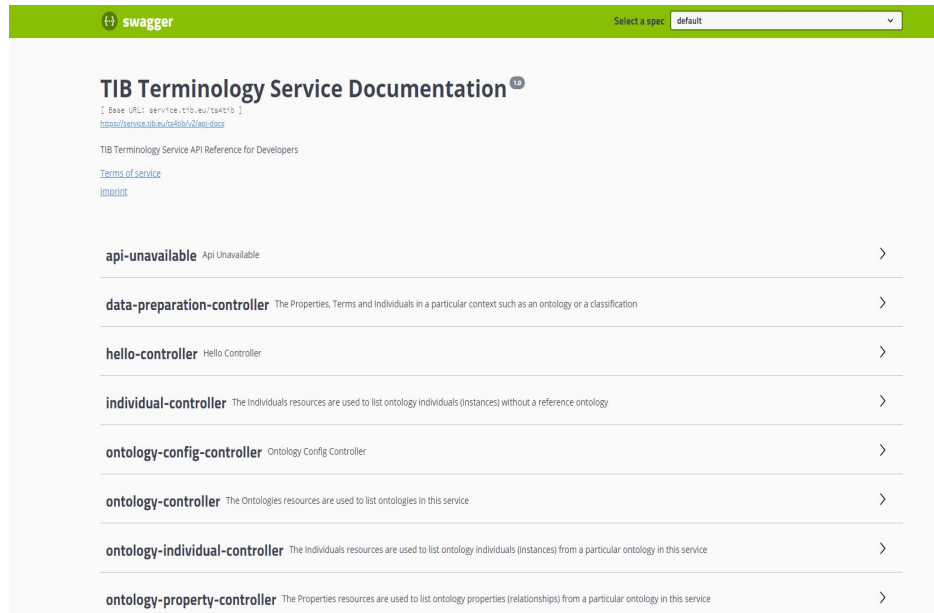 {··} swagger
Select a spec default
TIB Terminology Service Documentation 1.0
[ Base URL: service.tib.eu/ts4tib ]
https://service.tib.eu/ts4tib/v2/api-docs
TIB Terminology Service API Reference for Developers
Terms of service
imprint
api-unavailable Api Unavailable
data-preparation-controller The Properties, Terms and Individuals in a particular context such as an ontology or a classification
hello-controller Hello Controller
individual-controller The Individuals resources are used to list ontology individuals (instances) without a reference ontology
ontology-config-controller Ontology Config Controller
ontology-controller The Ontologies resources are used to list ontologies in this service
ontology-individual-controller The Individuals resources are used to list ontology individuals (instances) from a particular ontology in this service
ontology-property-controller The Properties resources are used to list ontology properties (relationships) from a particular ontology in this service